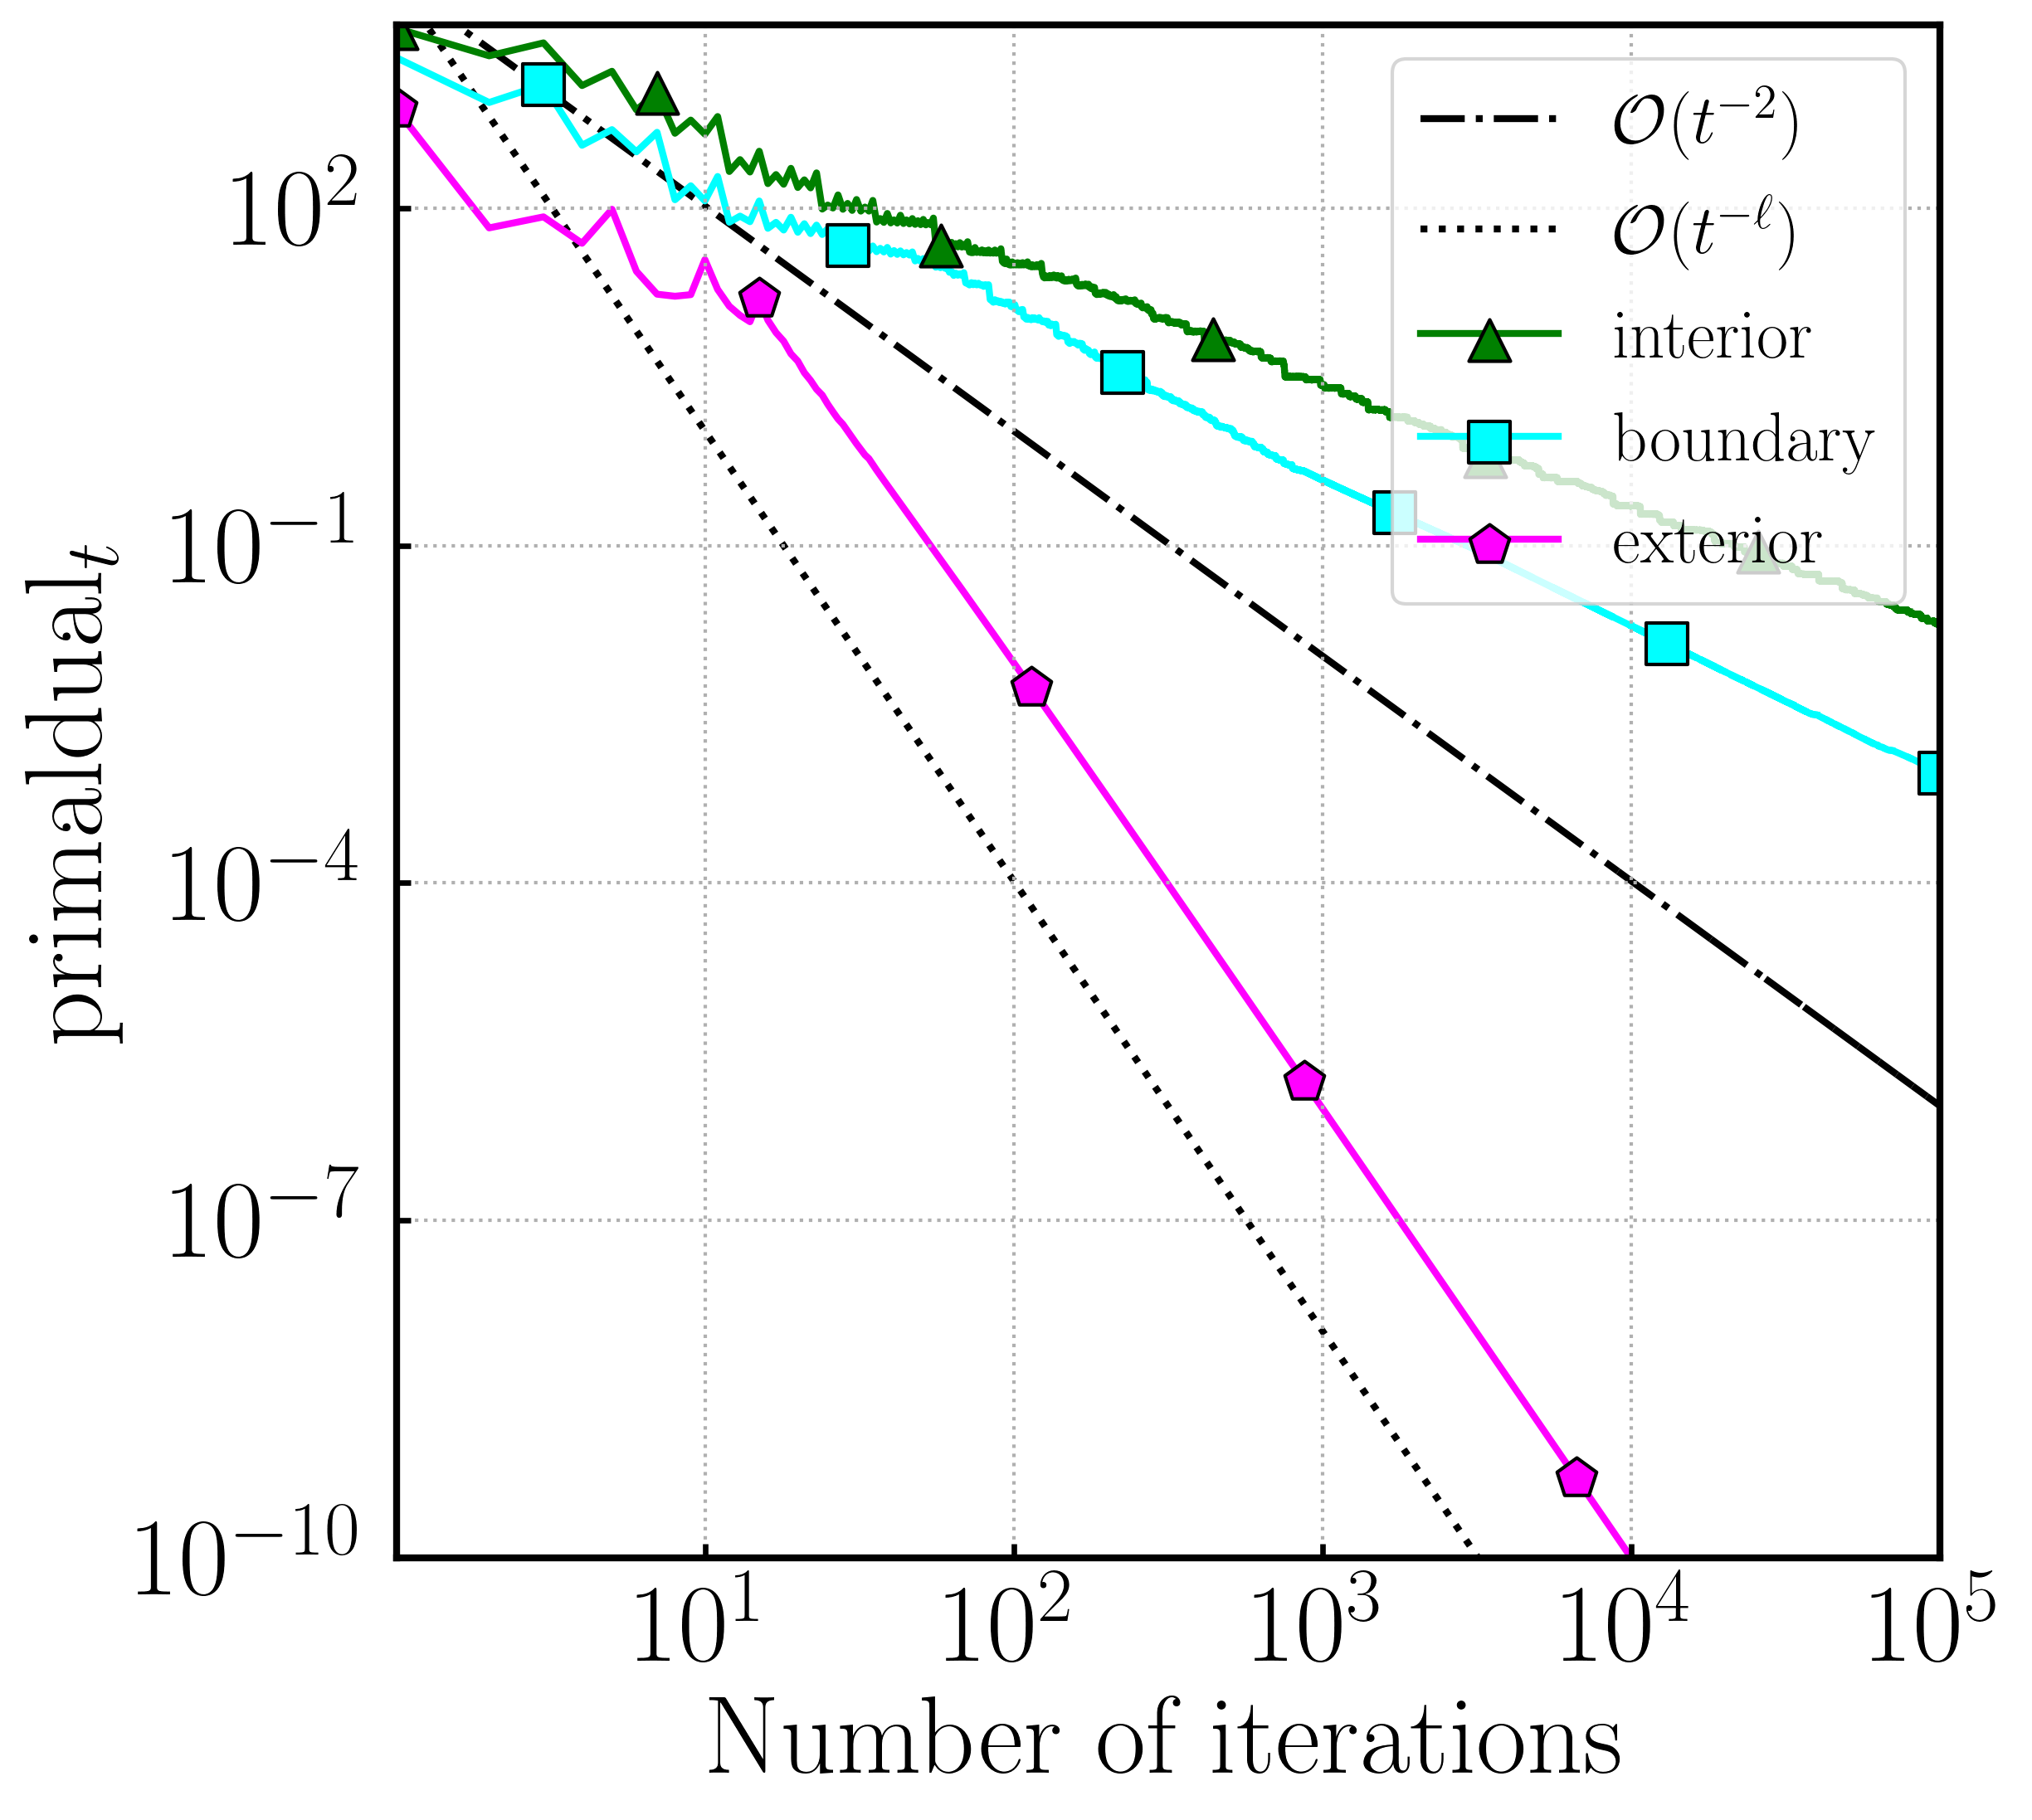 primaldual_t
10^2
10^{-1}
10^{-4}
10^{-7}
10^{-10}
𝒪(t^{-2})
𝒪(t^{-ℓ})
interior
boundary
exterior
10^1 10^2 10^3 10^4 10^5
Number of iterations